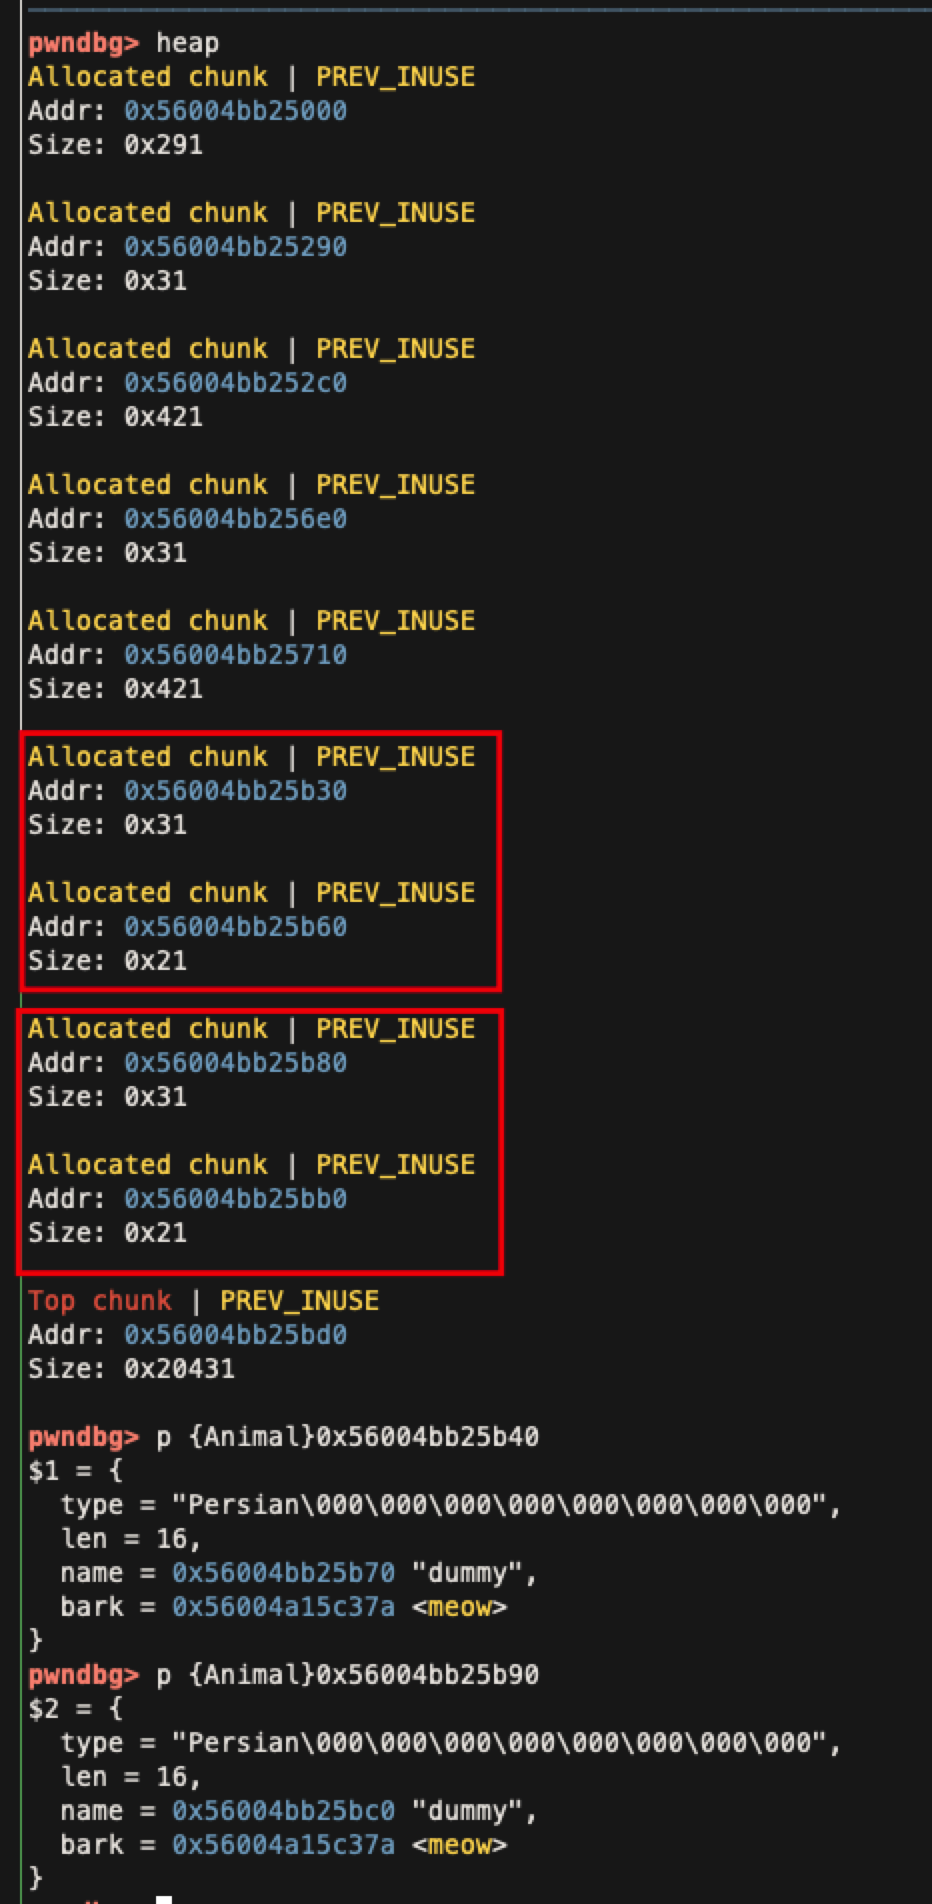 pwndbg> heap
Allocated chunk | PREV_INUSE
Addr: 0x56004bb25000
Size: 0x291

Allocated chunk | PREV_INUSE
Addr: 0x56004bb25290
Size: 0x31

Allocated chunk | PREV_INUSE
Addr: 0x56004bb252c0
Size: 0x421

Allocated chunk | PREV_INUSE
Addr: 0x56004bb256e0
Size: 0x31

Allocated chunk | PREV_INUSE
Addr: 0x56004bb25710
Size: 0x421

Allocated chunk | PREV_INUSE
Addr: 0x56004bb25b30
Size: 0x31

Allocated chunk | PREV_INUSE
Addr: 0x56004bb25b60
Size: 0x21

Allocated chunk | PREV_INUSE
Addr: 0x56004bb25b80
Size: 0x31

Allocated chunk | PREV_INUSE
Addr: 0x56004bb25bb0
Size: 0x21

Top chunk | PREV_INUSE
Addr: 0x56004bb25bd0
Size: 0x20431

pwndbg> p {Animal}0x56004bb25b40
$1 = {
  type = "Persian\000\000\000\000\000\000\000\000",
  len = 16,
  name = 0x56004bb25b70 "dummy",
  bark = 0x56004a15c37a <meow>
}
pwndbg> p {Animal}0x56004bb25b90
$2 = {
  type = "Persian\000\000\000\000\000\000\000\000",
  len = 16,
  name = 0x56004bb25bc0 "dummy",
  bark = 0x56004a15c37a <meow>
}